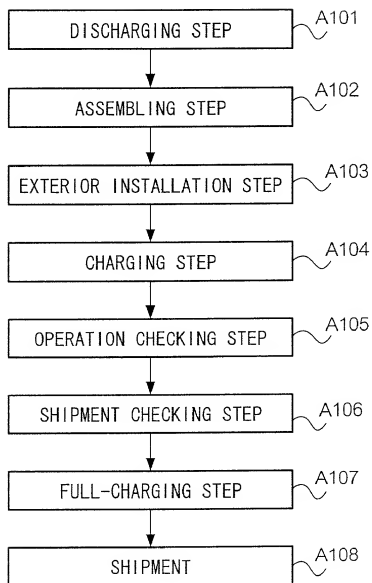 DISCHARGING STEP A101
ASSEMBLING STEP A102
EXTERIOR INSTALLATION STEP A103
CHARGING STEP A104
OPERATION CHECKING STEP A105
SHIPMENT CHECKING STEP A106
FULL-CHARGING STEP A107
SHIPMENT A108